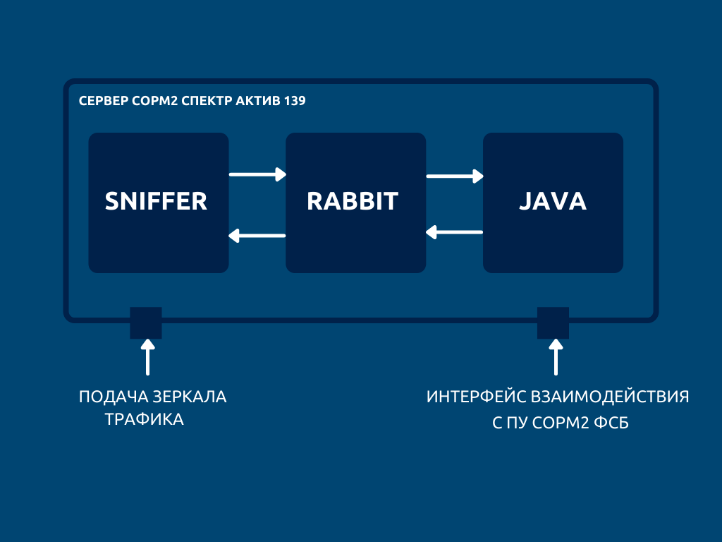 СЕРВЕР СОРМ2 СПЕКТР АКТИВ 139
SNIFFER
RABBIT
JAVA
ПОДАЧА ЗЕРКАЛА
ТРАФИКА
ИНТЕРФЕЙС ВЗАИМОДЕЙСТВИЯ
С ПУ СОРМ2 ФСБ